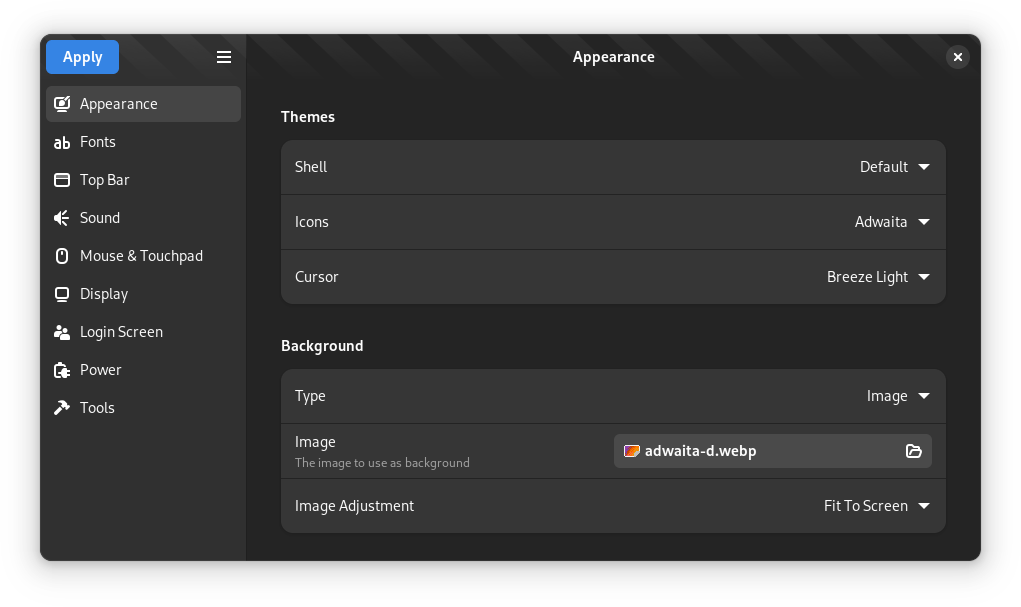 Apply
Appearance
Appearance
Fonts
Top Bar
Sound
Mouse & Touchpad
Display
Login Screen
Power
Tools
Themes
Shell Default
Icons Adwaita
Cursor Breeze Light
Background
Type Image
Image
The image to use as background
adwaita-d.webp
Image Adjustment Fit To Screen